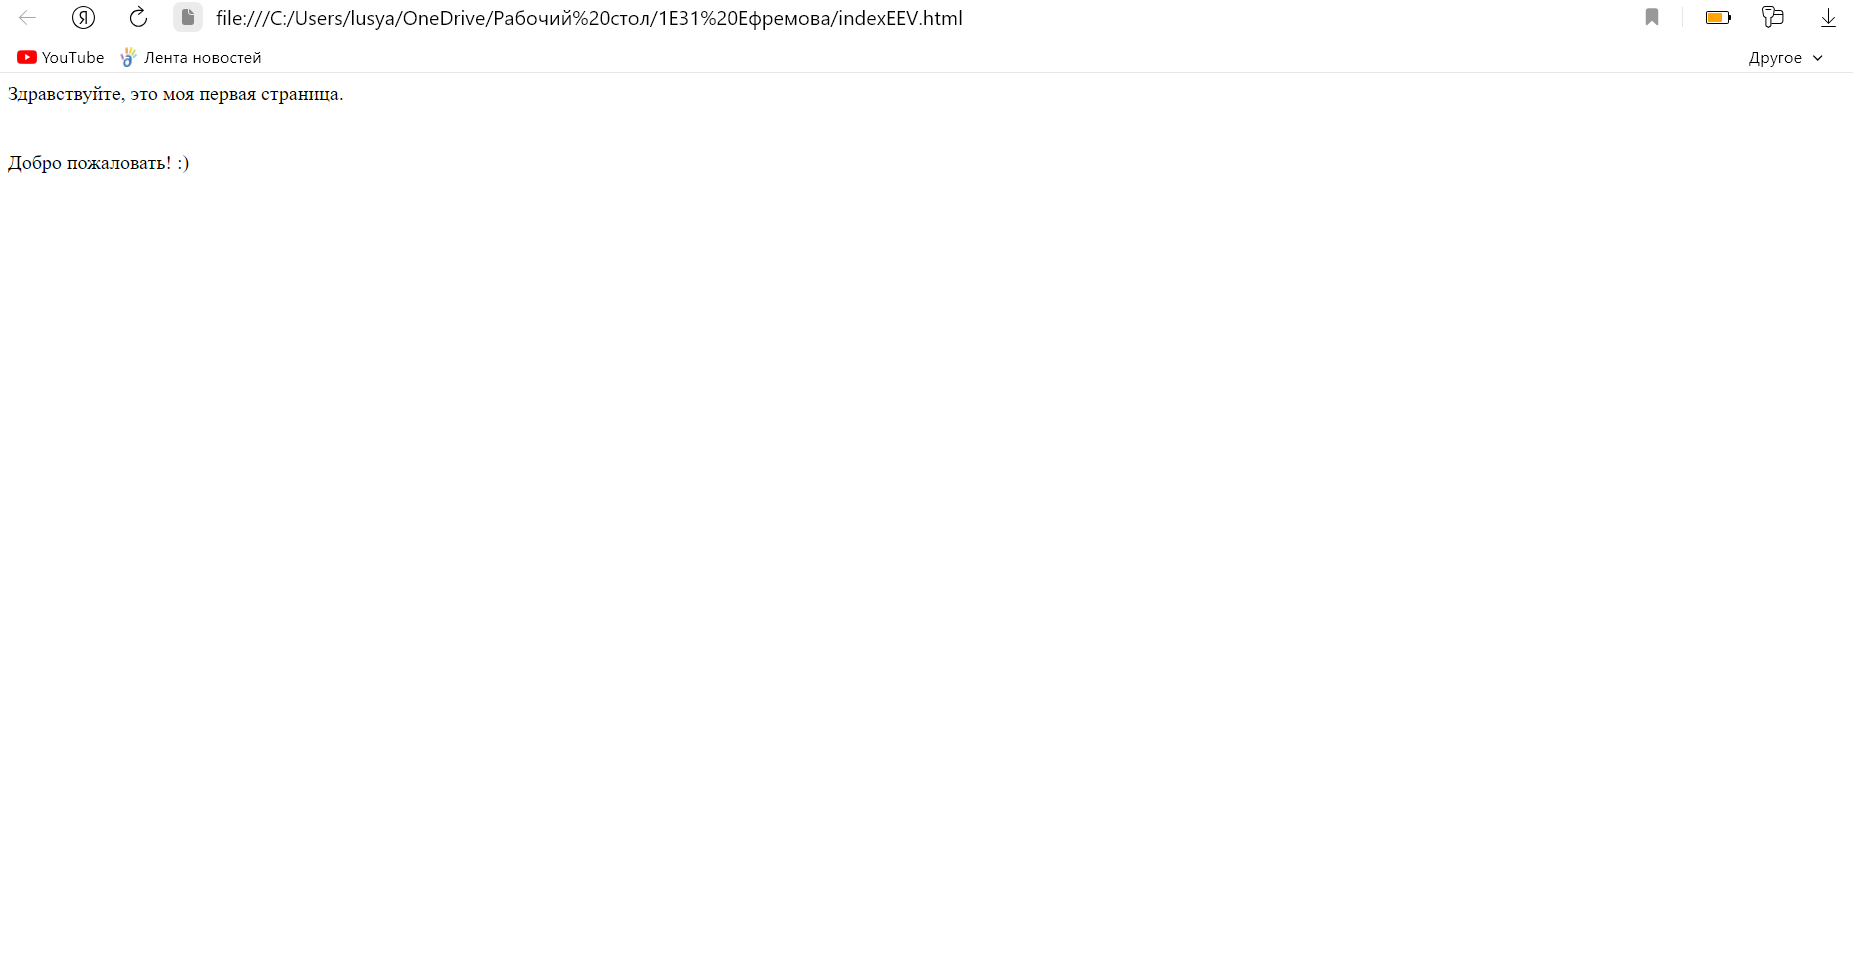 file:///C:/Users/lusya/OneDrive/Рабочий%20стол/1E31%20Ефремова/indexEEV.html
YouTube Лента новостей Другое
Здравствуйте, это моя первая страница.
Добро пожаловать! :)